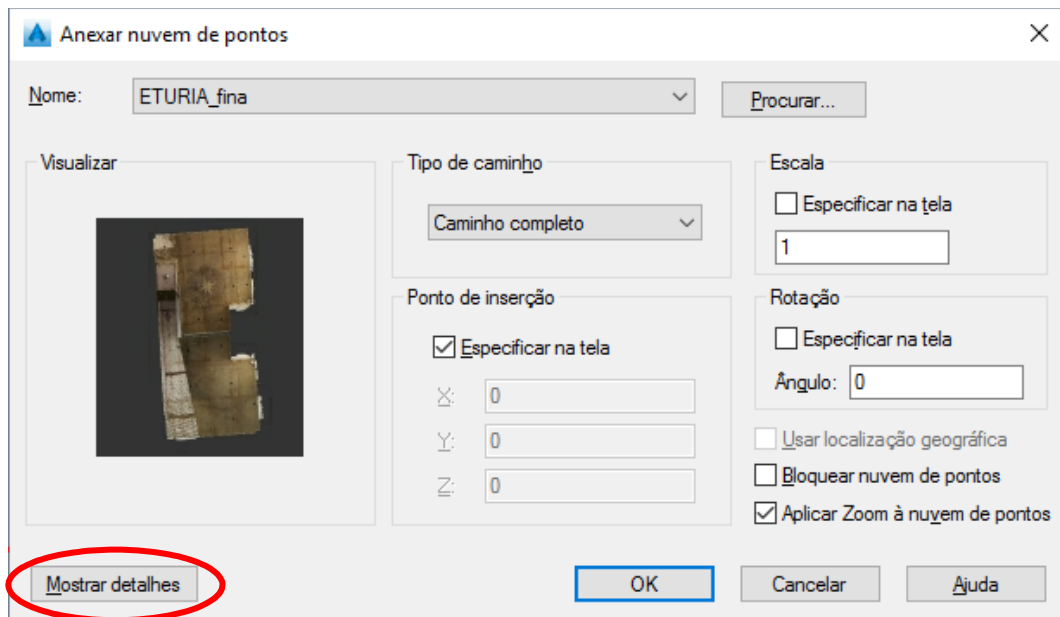 Anexar nuvem de pontos
Nome: ETURIA_fina Procurar...
Visualizar
Tipo de caminho
Caminho completo
Ponto de inserção
Especificar na tela
X: 0
Y: 0
Z: 0
Escala
Especificar na tela
1
Rotação
Especificar na tela
Ângulo: 0
Usar localização geográfica
Bloquear nuvem de pontos
Aplicar Zoom à nuvem de pontos
Mostrar detalhes OK Cancelar Ajuda